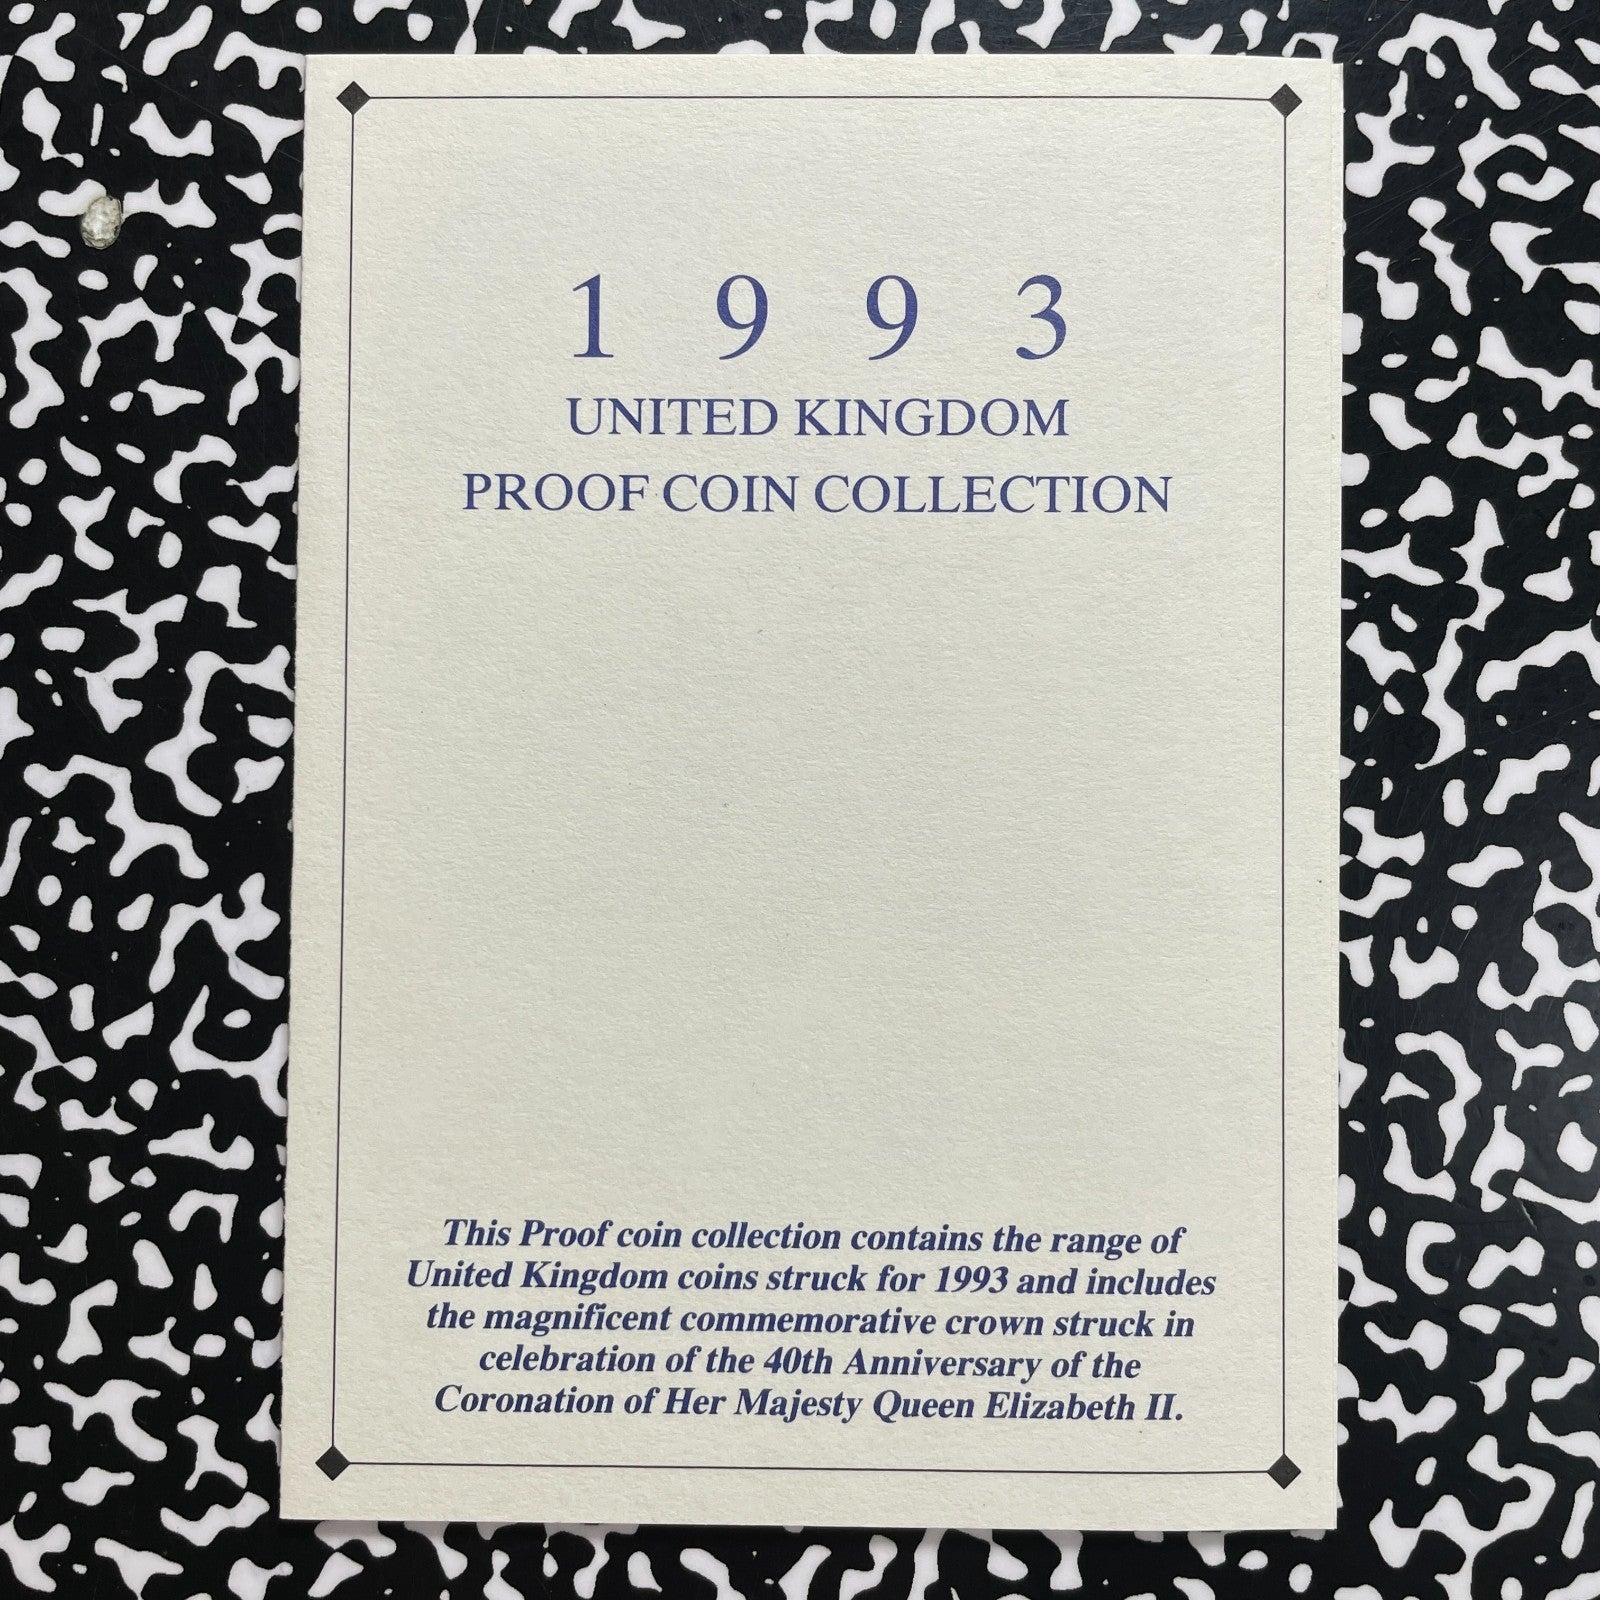 1 9 9 3
UNITED KINGDOM
PROOF COIN COLLECTION
This Proof coin collection contains the range of
United Kingdom coins struck for 1993 and includes
the magnificent commemorative crown struck in
celebration of the 40th Anniversary of the
Coronation of Her Majesty Queen Elizabeth II.